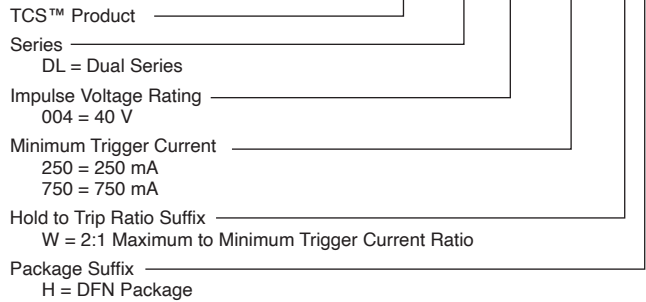 TCS™ Product
Series
DL = Dual Series
Impulse Voltage Rating
004 = 40 V
Minimum Trigger Current
250 = 250 mA
750 = 750 mA
Hold to Trip Ratio Suffix
W = 2:1 Maximum to Minimum Trigger Current Ratio
Package Suffix
H = DFN Package